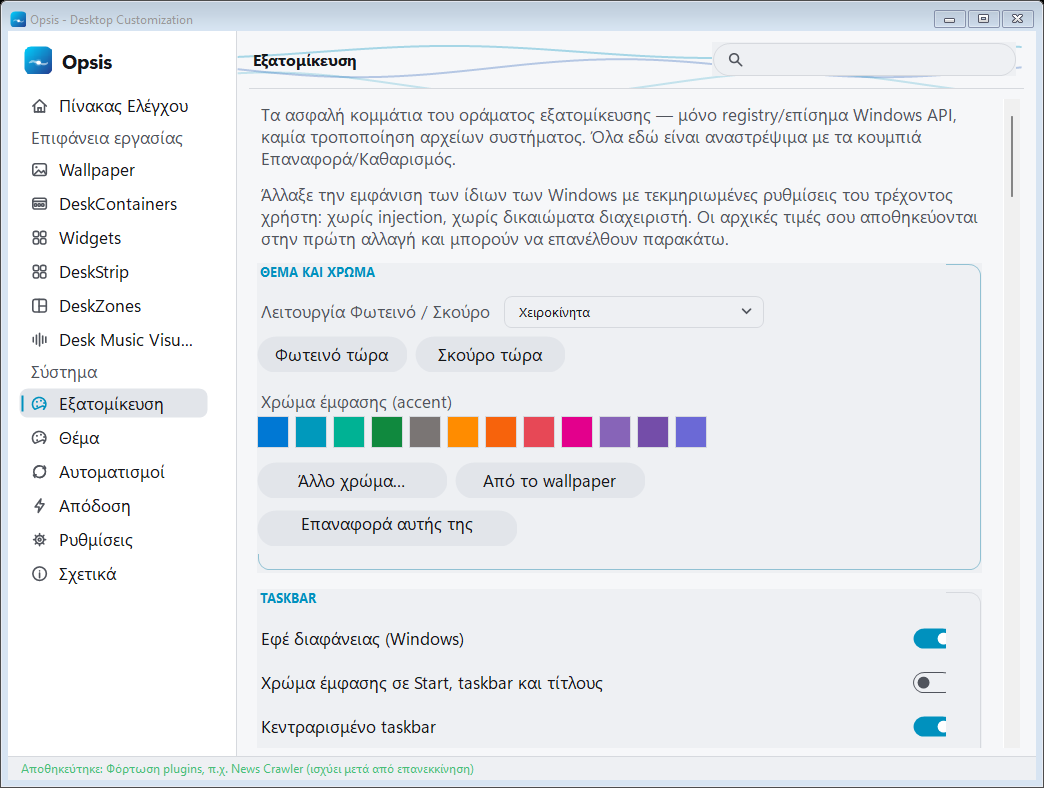 Opsis - Desktop Customization
Opsis
Εξατομίκευση
Πίνακας Ελέγχου
Επιφάνεια εργασίας
Wallpaper
DeskContainers
Widgets
DeskStrip
DeskZones
Desk Music Visu...
Σύστημα
Εξατομίκευση
Θέμα
Αυτοματισμοί
Απόδοση
Ρυθμίσεις
Σχετικά
Τα ασφαλή κομμάτια του οράματος εξατομίκευσης — μόνο registry/επίσημα Windows API,
καμία τροποποίηση αρχείων συστήματος. Όλα εδώ είναι αναστρέψιμα με τα κουμπιά
Επαναφορά/Καθαρισμός.
Άλλαξε την εμφάνιση των ίδιων των Windows με τεκμηριωμένες ρυθμίσεις του τρέχοντος
χρήστη: χωρίς injection, χωρίς δικαιώματα διαχειριστή. Οι αρχικές τιμές σου αποθηκεύονται
στην πρώτη αλλαγή και μπορούν να επανέλθουν παρακάτω.
ΘΕΜΑ ΚΑΙ ΧΡΩΜΑ
Λειτουργία Φωτεινό / Σκούρο
Χειροκίνητα
Φωτεινό τώρα
Σκούρο τώρα
Χρώμα έμφασης (accent)
Άλλο χρώμα...
Από το wallpaper
Επαναφορά αυτής της
TASKBAR
Εφέ διαφάνειας (Windows)
Χρώμα έμφασης σε Start, taskbar και τίτλους
Κεντραρισμένο taskbar
Αποθηκεύτηκε: Φόρτωση plugins, π.χ. News Crawler (ισχύει μετά από επανεκκίνηση)